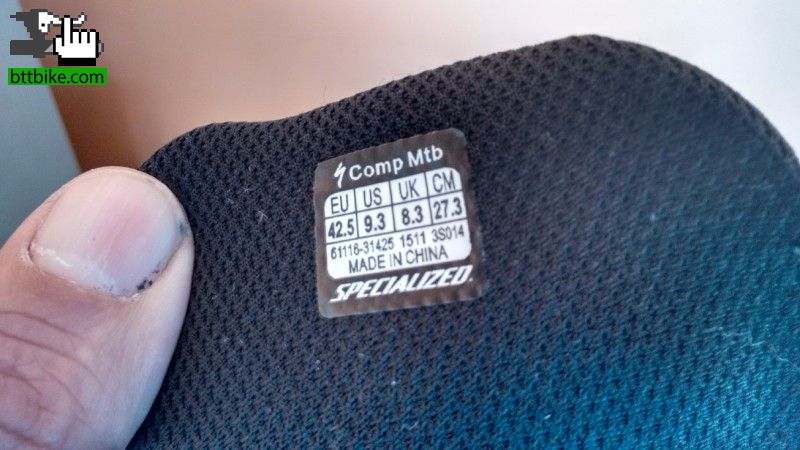 bttbike.com
Comp Mtb
EU US UK CM
42.5 9.3 8.3 27.3
61116-31425 1511 3S014
MADE IN CHINA
SPECIALIZED.